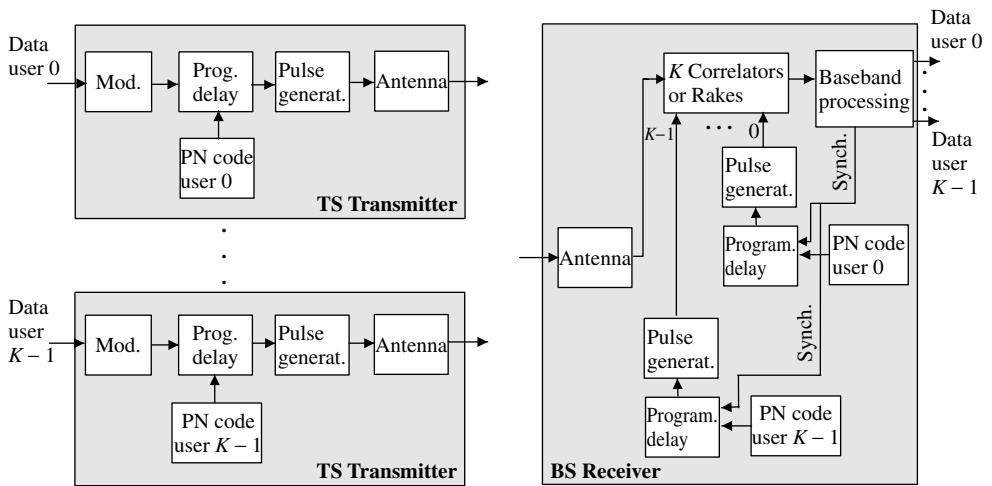 Data
user 0
Mod.
Prog.
delay
Pulse
generat.
Antenna
PN code
user 0
TS Transmitter
Data
user
K – 1
Mod.
Prog.
delay
Pulse
generat.
Antenna
PN code
user K – 1
TS Transmitter
Antenna
K Correlators
or Rakes
Baseband
processing
Data
user 0
Data
user
K – 1
K–1
0
Synch.
Pulse
generat.
Program.
delay
PN code
user 0
Synch.
Pulse
generat.
Program.
delay
PN code
user K – 1
BS Receiver